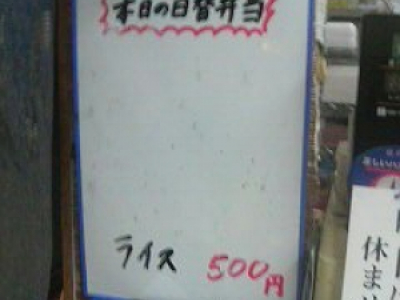 本日の日替弁当
ライス 500円
休ま